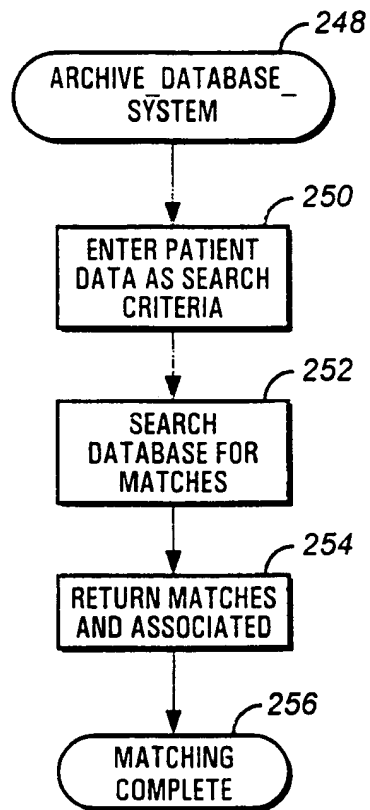 248
ARCHIVE_DATABASE_
SYSTEM
250
ENTER PATIENT
DATA AS SEARCH
CRITERIA
252
SEARCH
DATABASE FOR
MATCHES
254
RETURN MATCHES
AND ASSOCIATED
256
MATCHING
COMPLETE